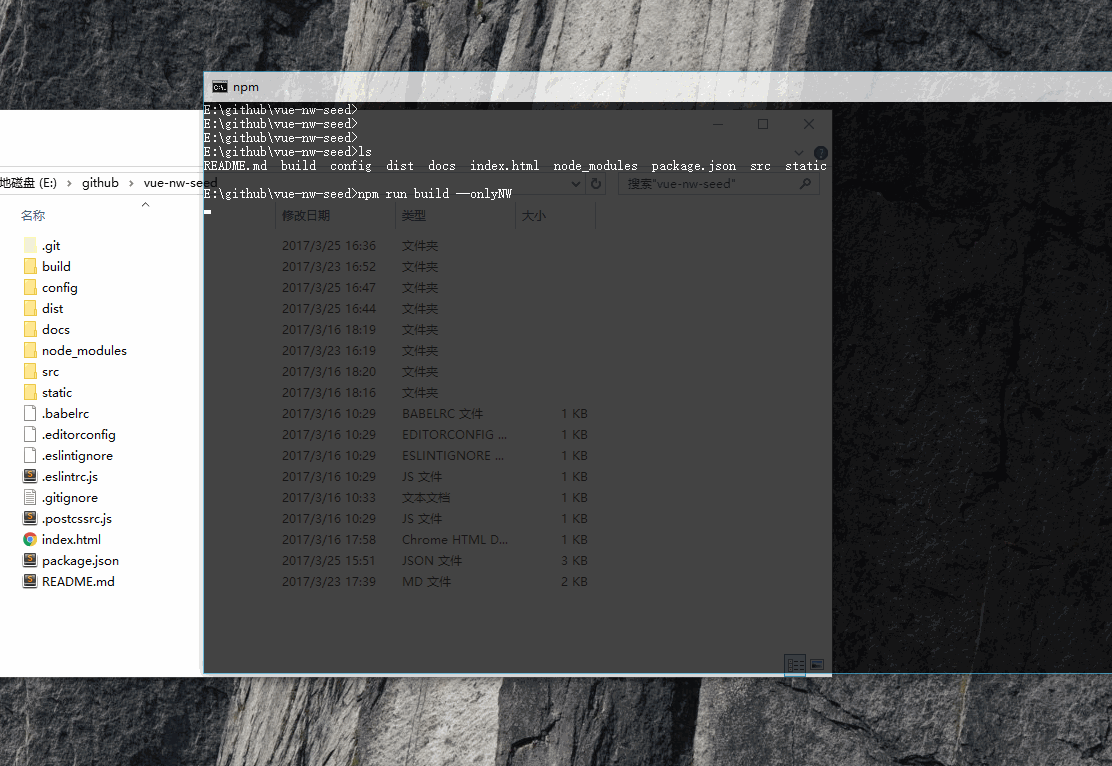 npm
E:\github\vue-nw-seed>
E:\github\vue-nw-seed>
E:\github\vue-nw-seed>
E:\github\vue-nw-seed>ls
README.md build config dist docs index.html node_modules package.json src static
E:\github\vue-nw-seed>npm run build --onlyNW
地磁盘 (E:) › github › vue-nw-seed
搜索"vue-nw-seed"
名称 修改日期 类型 大小
.git 2017/3/25 16:36 文件夹
build 2017/3/23 16:52 文件夹
config 2017/3/25 16:47 文件夹
dist 2017/3/25 16:44 文件夹
docs 2017/3/16 18:19 文件夹
node_modules 2017/3/23 16:19 文件夹
src 2017/3/16 18:20 文件夹
static 2017/3/16 18:16 文件夹
.babelrc 2017/3/16 10:29 BABELRC 文件 1 KB
.editorconfig 2017/3/16 10:29 EDITORCONFIG ... 1 KB
.eslintignore 2017/3/16 10:29 ESLINTIGNORE ... 1 KB
.eslintrc.js 2017/3/16 10:29 JS 文件 1 KB
.gitignore 2017/3/16 10:33 文本文档 1 KB
.postcssrc.js 2017/3/16 10:29 JS 文件 1 KB
index.html 2017/3/16 17:58 Chrome HTML D... 1 KB
package.json 2017/3/25 15:51 JSON 文件 3 KB
README.md 2017/3/23 17:39 MD 文件 2 KB